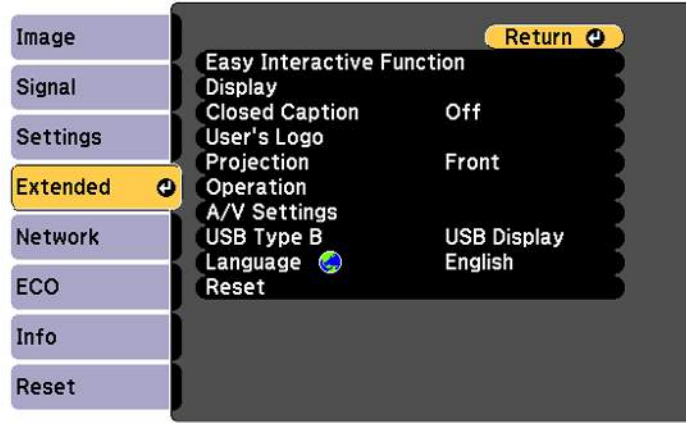 Image
Signal
Settings
Extended
Network
ECO
Info
Reset
Return
Easy Interactive Function
Display
Closed Caption Off
User's Logo
Projection Front
Operation
A/V Settings
USB Type B USB Display
Language English
Reset